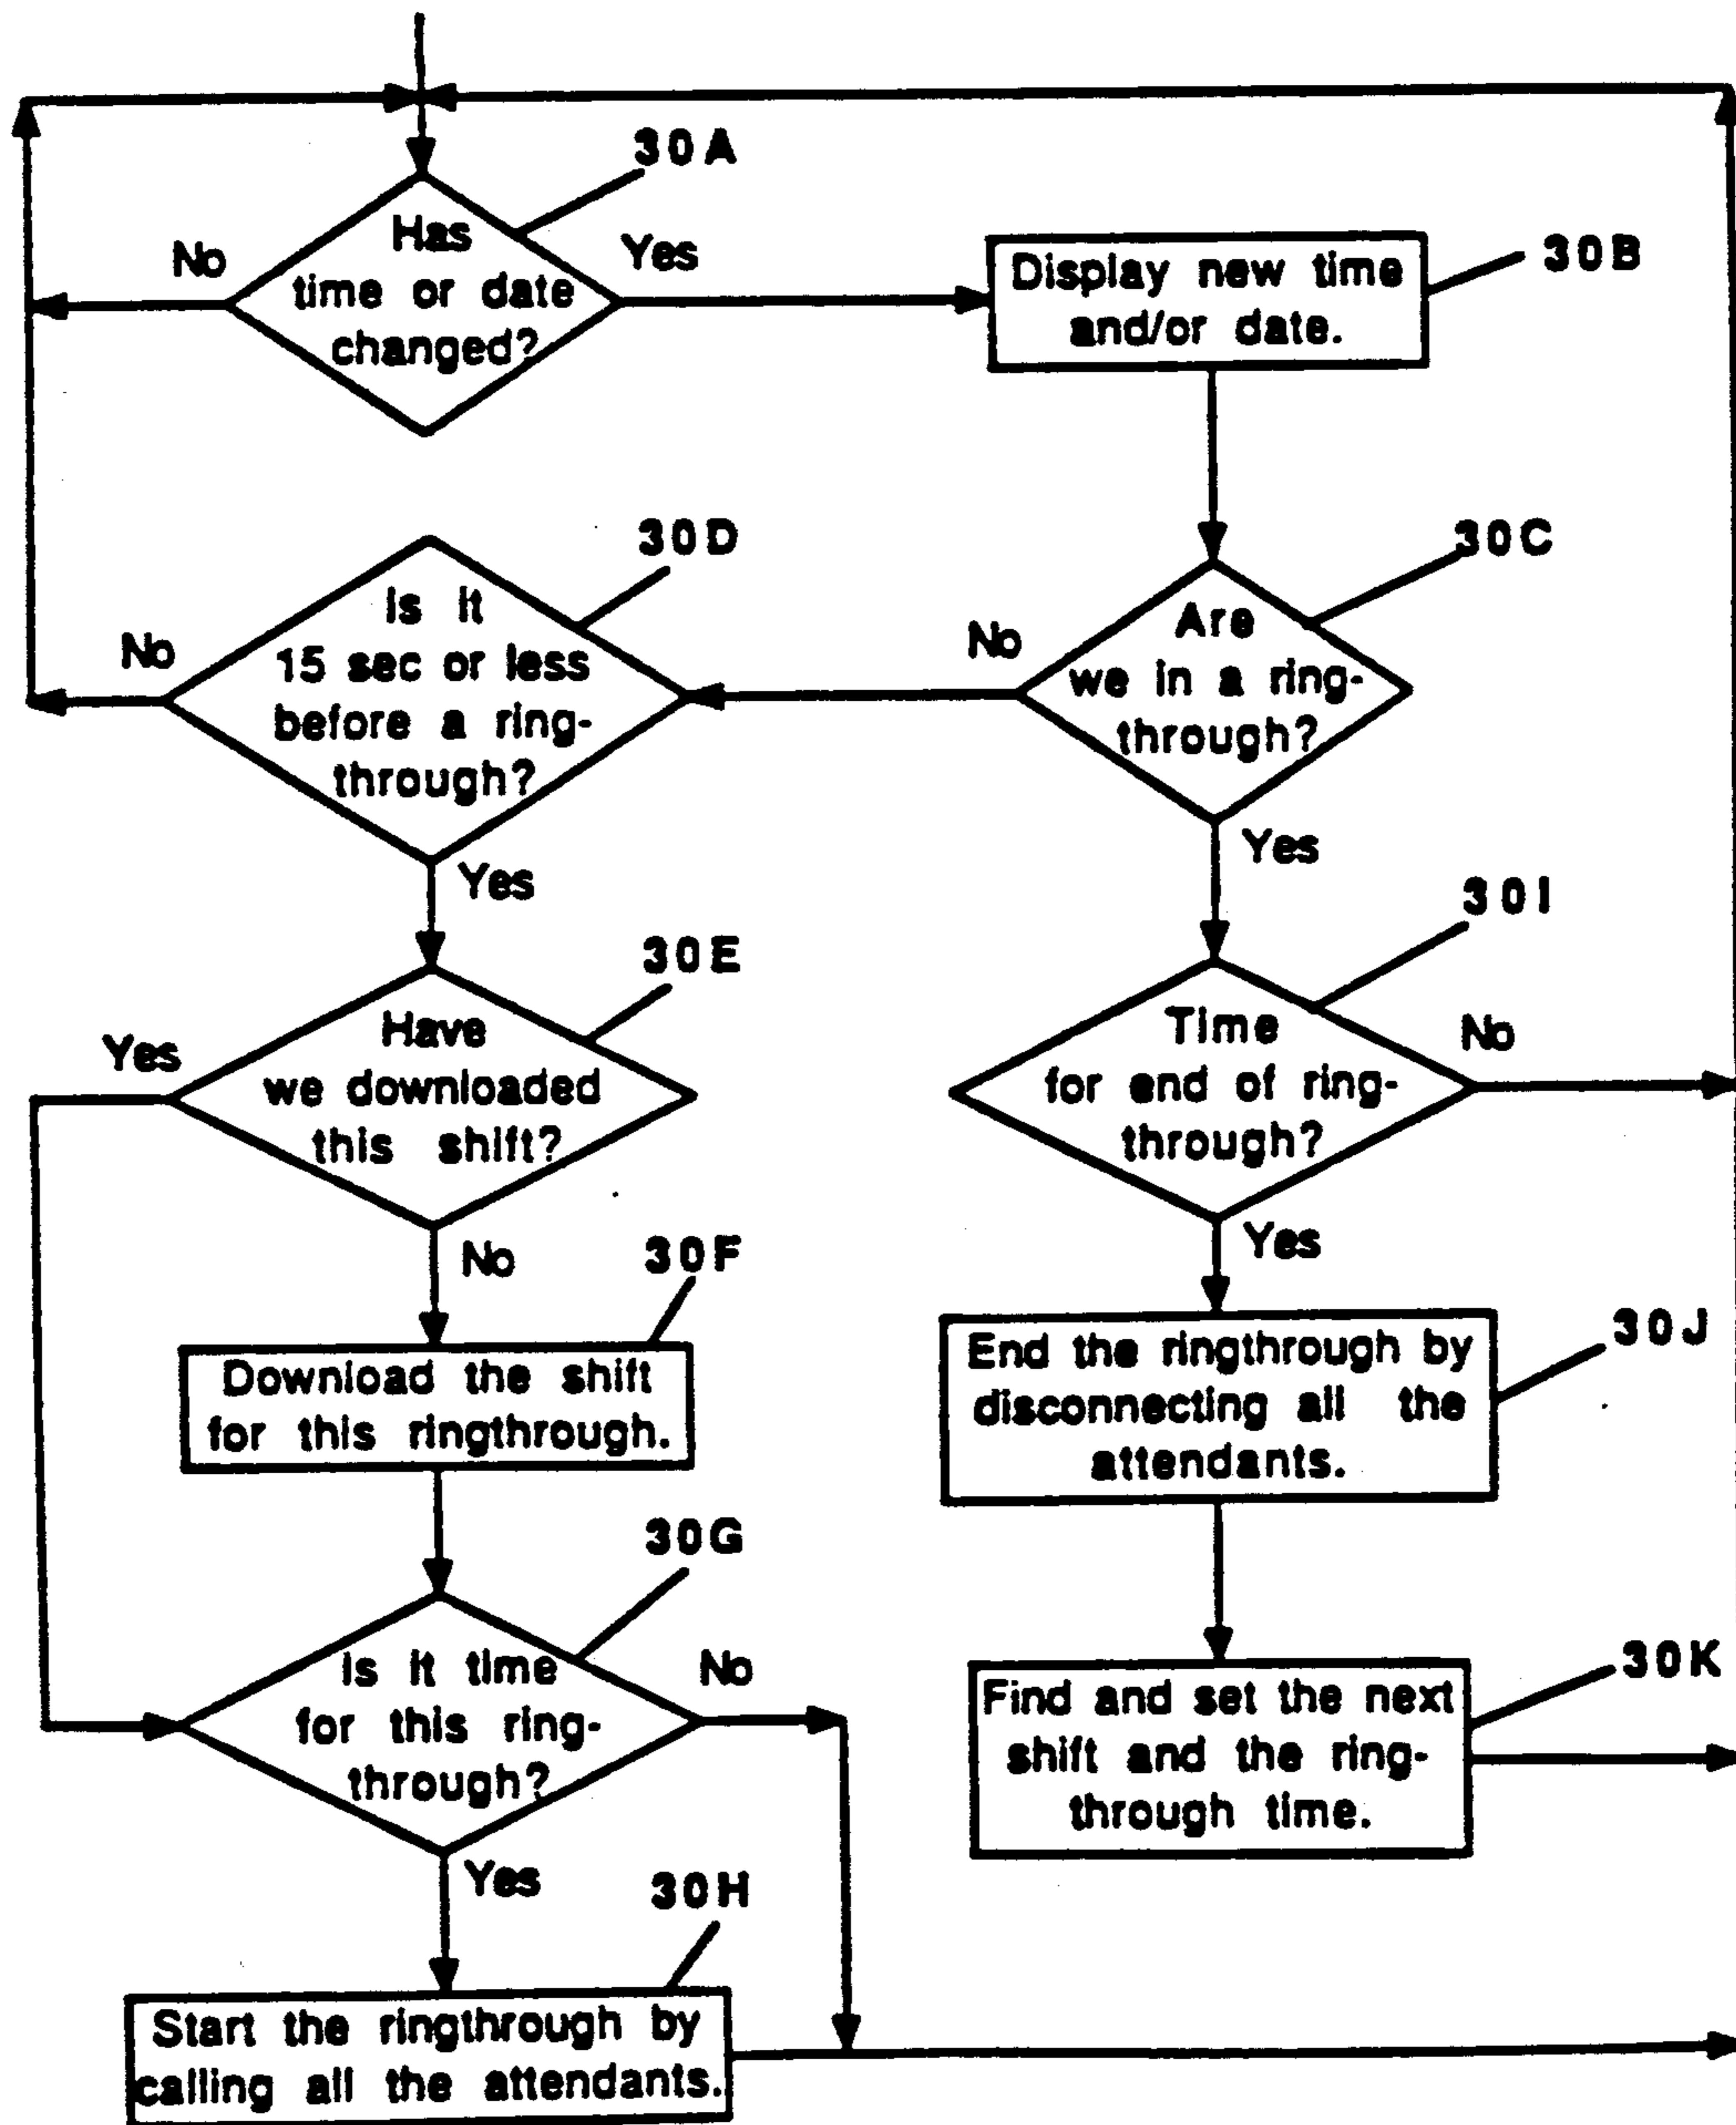 30A
Has
time or date
changed?
No
Yes
Display new time
and/or date.
30B
30D
Is it
15 sec or less
before a ring-
through?
No
Yes
30C
Are
we in a ring-
through?
No
Yes
30E
Have
we downloaded
this shift?
Yes
No
30I
Time
for end of ring-
through?
No
Yes
30F
Download the shift
for this ringthrough.
30J
End the ringthrough by
disconnecting all the
attendants.
30G
Is it time
for this ring-
through?
No
Yes
30K
Find and set the next
shift and the ring-
through time.
30H
Start the ringthrough by
calling all the attendants.